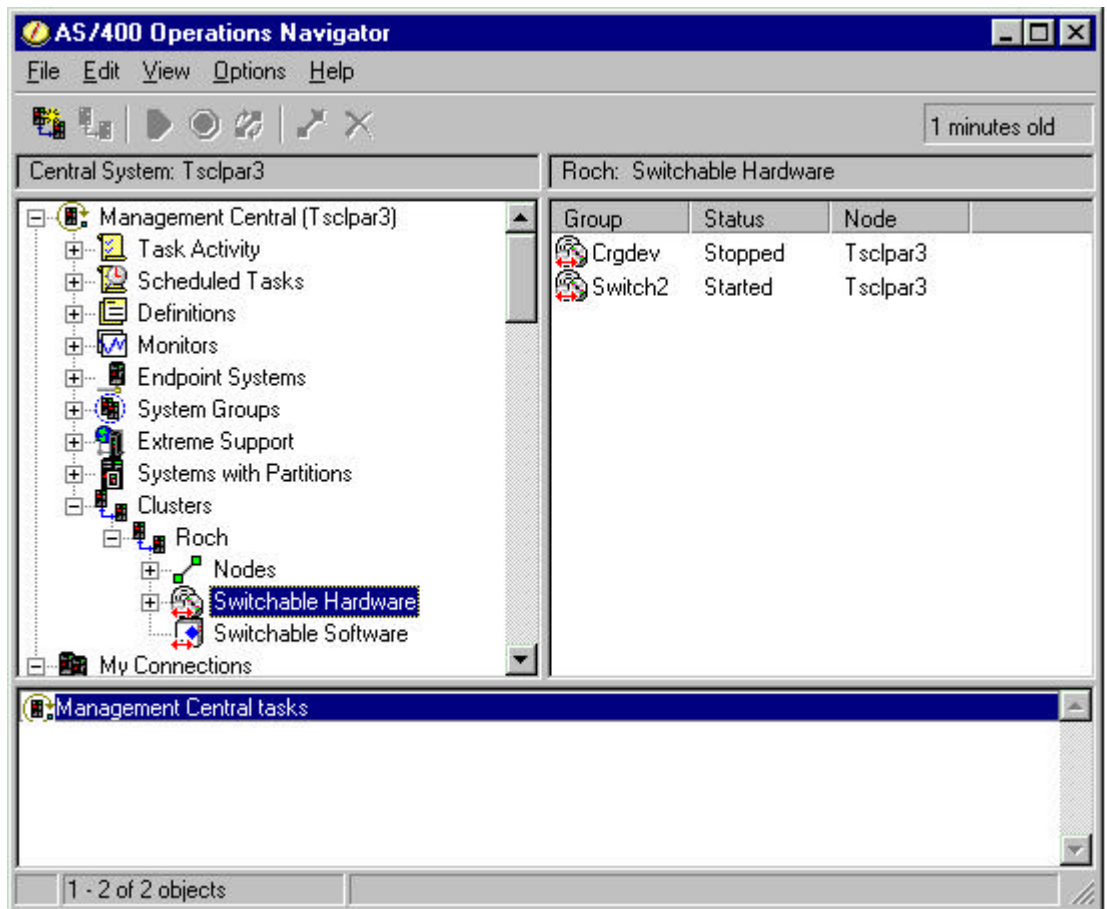 AS/400 Operations Navigator
File Edit View Options Help
1 minutes old
Central System: Tsclpar3
Roch: Switchable Hardware
Management Central (Tsclpar3)
Task Activity
Scheduled Tasks
Definitions
Monitors
Endpoint Systems
System Groups
Extreme Support
Systems with Partitions
Clusters
Roch
Nodes
Switchable Hardware
Switchable Software
My Connections
Group Status Node
Crgdev Stopped Tsclpar3
Switch2 Started Tsclpar3
Management Central tasks
1 - 2 of 2 objects